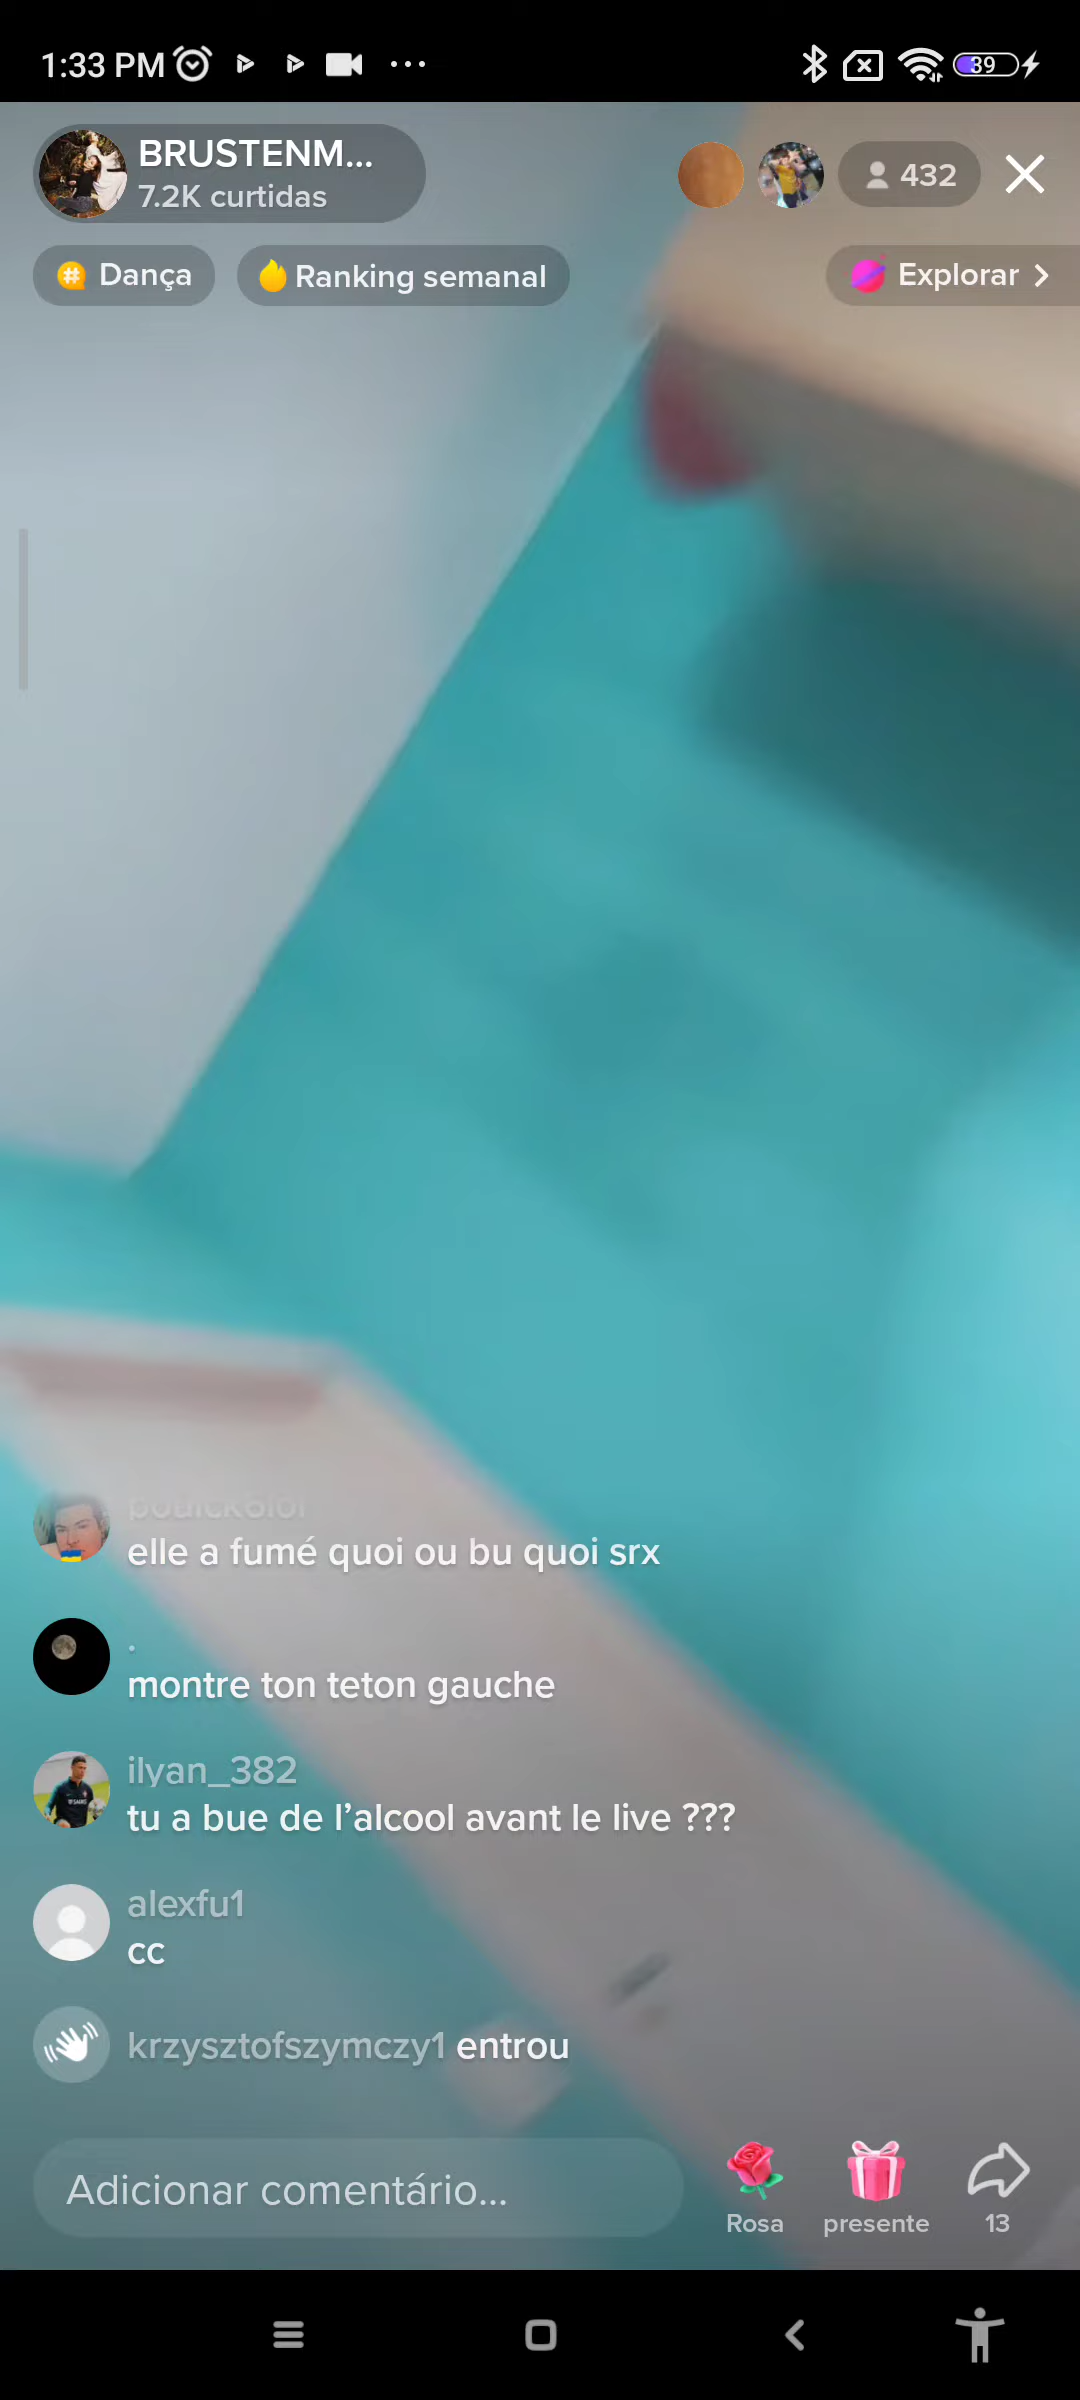 1:33 PM
39
BRUSTENM...
7.2K curtidas
432
Dança
Ranking semanal
Explorar
elle a fumé quoi ou bu quoi srx
.
montre ton teton gauche
ilyan_382
tu a bue de l’alcool avant le live ???
alexfu1
cc
krzysztofszymczy1 entrou
Adicionar comentário...
Rosa
presente
13